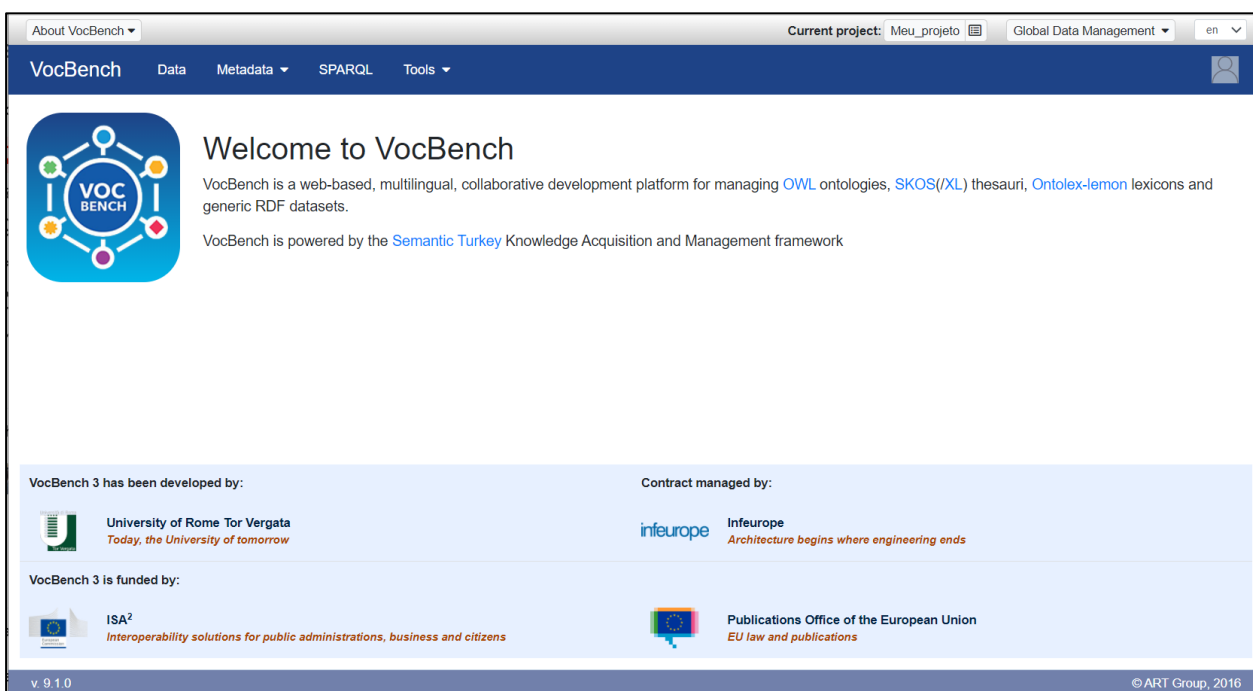 About VocBench
Current project: Meu_projeto
Global Data Management
en
VocBench Data Metadata SPARQL Tools
VOC
BENCH
Welcome to VocBench
VocBench is a web-based, multilingual, collaborative development platform for managing OWL ontologies, SKOS(/XL) thesauri, Ontolex-lemon lexicons and
generic RDF datasets.
VocBench is powered by the Semantic Turkey Knowledge Acquisition and Management framework
VocBench 3 has been developed by:
Tor Vergata
University of Rome Tor Vergata
Today, the University of tomorrow
Contract managed by:
infeurope
Infeurope
Architecture begins where engineering ends
VocBench 3 is funded by:
European
Commission
ISA²
Interoperability solutions for public administrations, business and citizens
Publications Office of the European Union
EU law and publications
v. 9.1.0
© ART Group, 2016